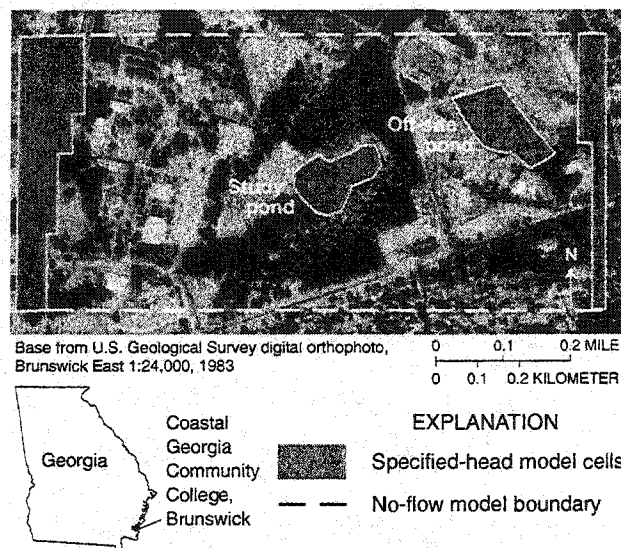 Off-site
pond
Study
pond
N
Base from U.S. Geological Survey digital orthophoto,
Brunswick East 1:24,000, 1983
0 0.1 0.2 MILE
0 0.1 0.2 KILOMETER
Georgia
Coastal
Georgia
Community
College,
Brunswick
EXPLANATION
Specified-head model cells
No-flow model boundary